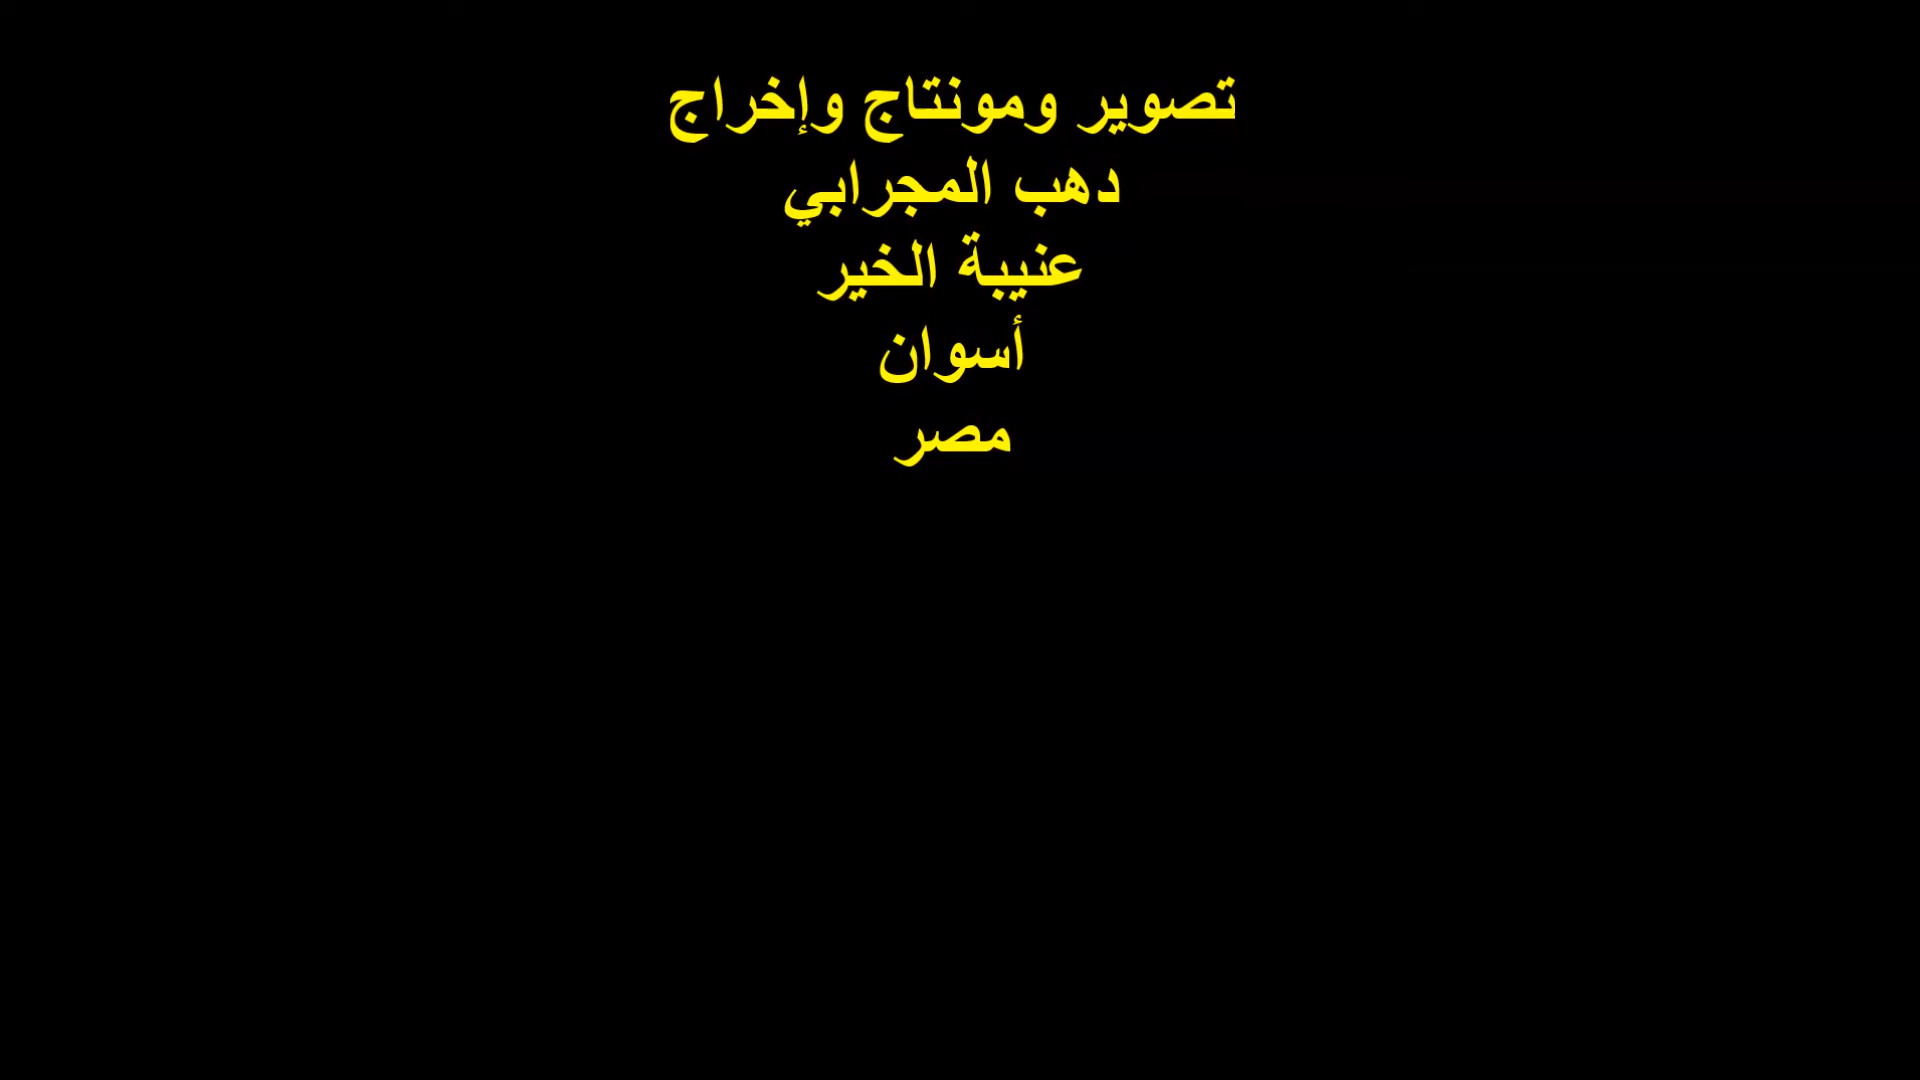 تصوير ومونتاج وإخراج
دهب المجرابي
عنيبة الخير
أسوان
مصر